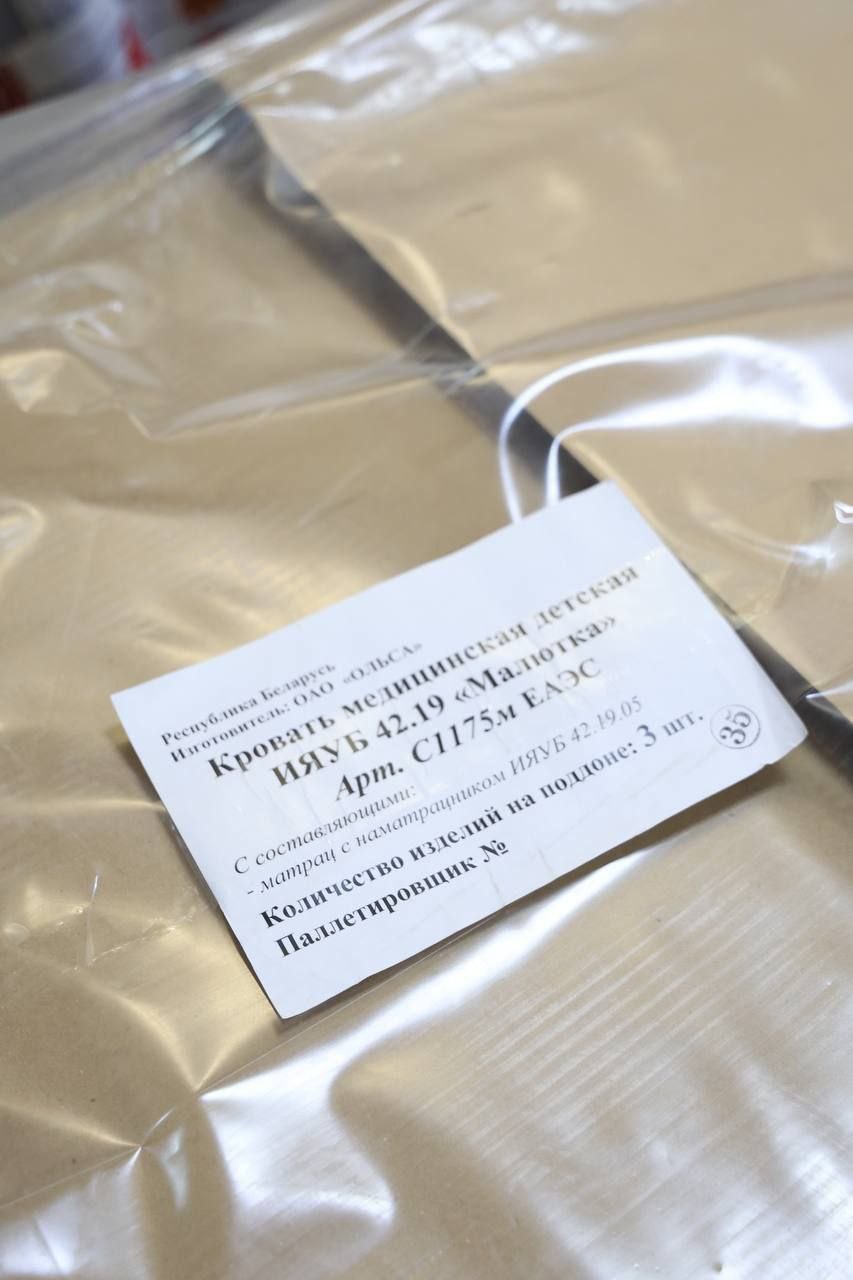 Республика Беларусь
Изготовитель: ОАО «ОЛЬСА»
Кровать медицинская детская
ИЯУБ 42.19 «Малютка»
Арт. С1175м ЕАЭС
С составляющими:
- матрац с наматрацником ИЯУБ 42.19.05
Количество изделий на поддоне: 3 шт.
Паллетировщик №
35